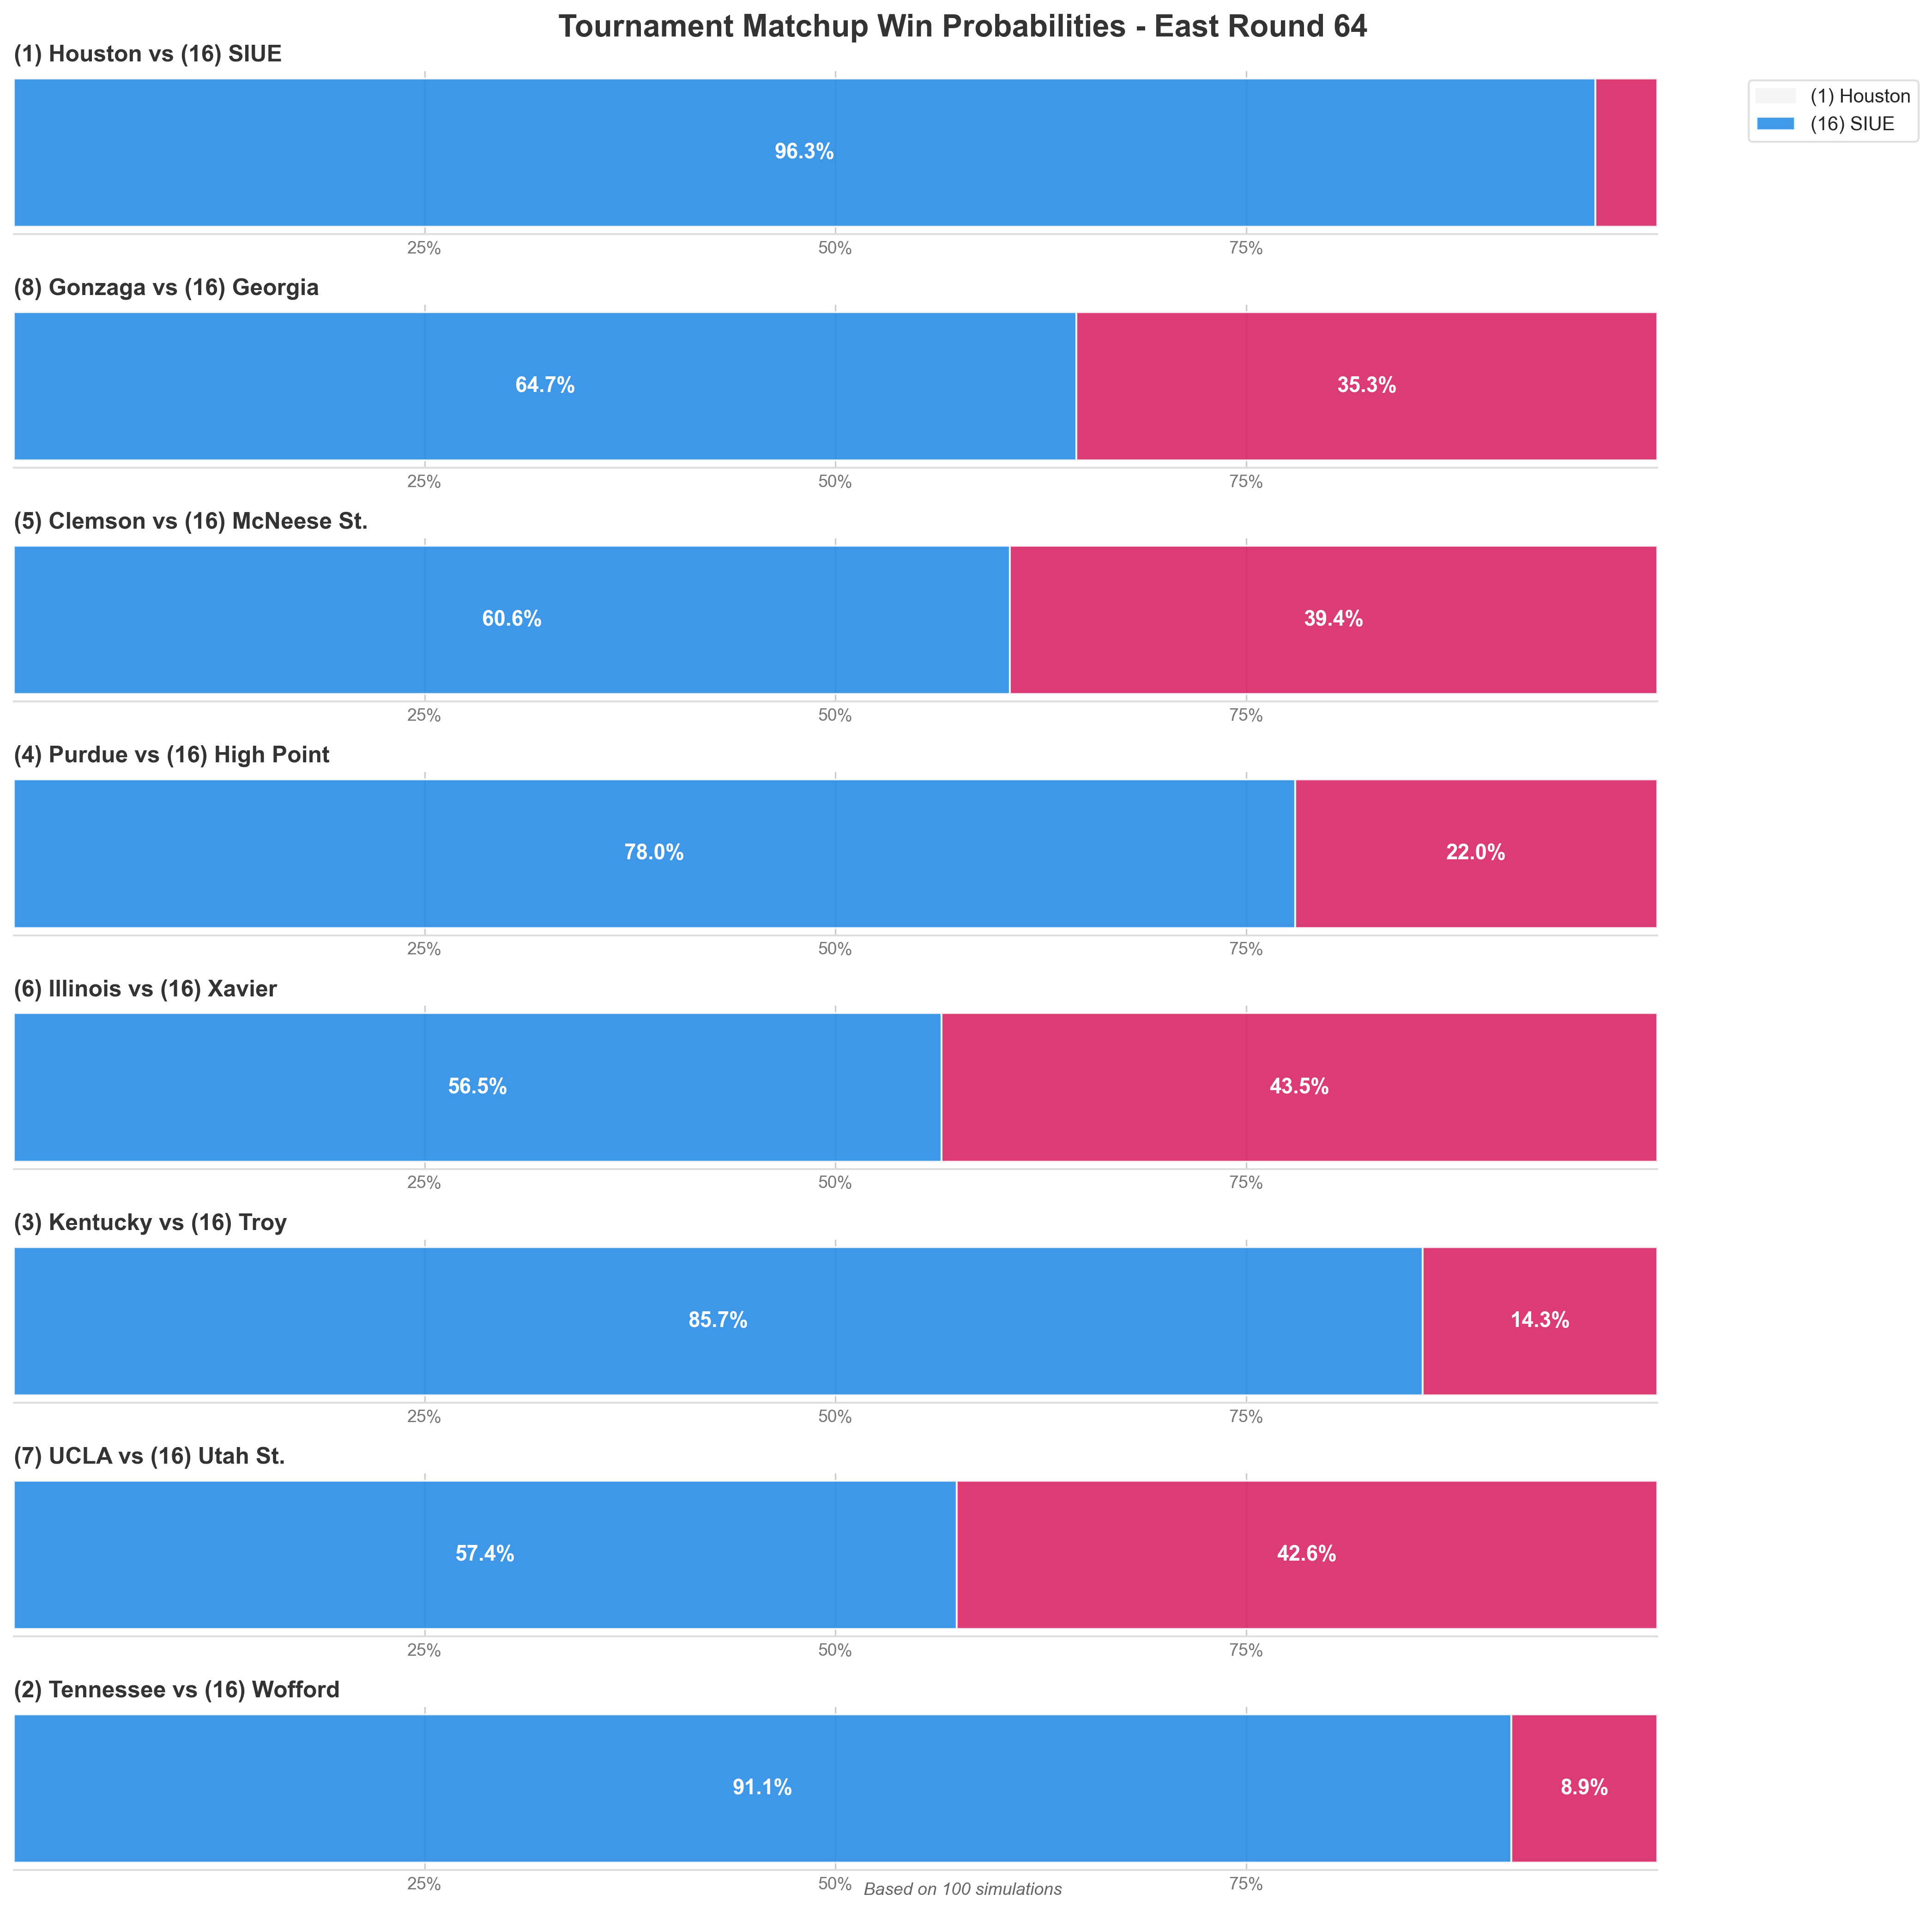 Tournament Matchup Win Probabilities - East Round 64
(1) Houston vs (16) SIUE
(1) Houston
(16) SIUE
96.3%
25% 50% 75%
(8) Gonzaga vs (16) Georgia
64.7% 35.3%
25% 50% 75%
(5) Clemson vs (16) McNeese St.
60.6% 39.4%
25% 50% 75%
(4) Purdue vs (16) High Point
78.0% 22.0%
25% 50% 75%
(6) Illinois vs (16) Xavier
56.5% 43.5%
25% 50% 75%
(3) Kentucky vs (16) Troy
85.7% 14.3%
25% 50% 75%
(7) UCLA vs (16) Utah St.
57.4% 42.6%
25% 50% 75%
(2) Tennessee vs (16) Wofford
91.1% 8.9%
25% 50% 75%
Based on 100 simulations